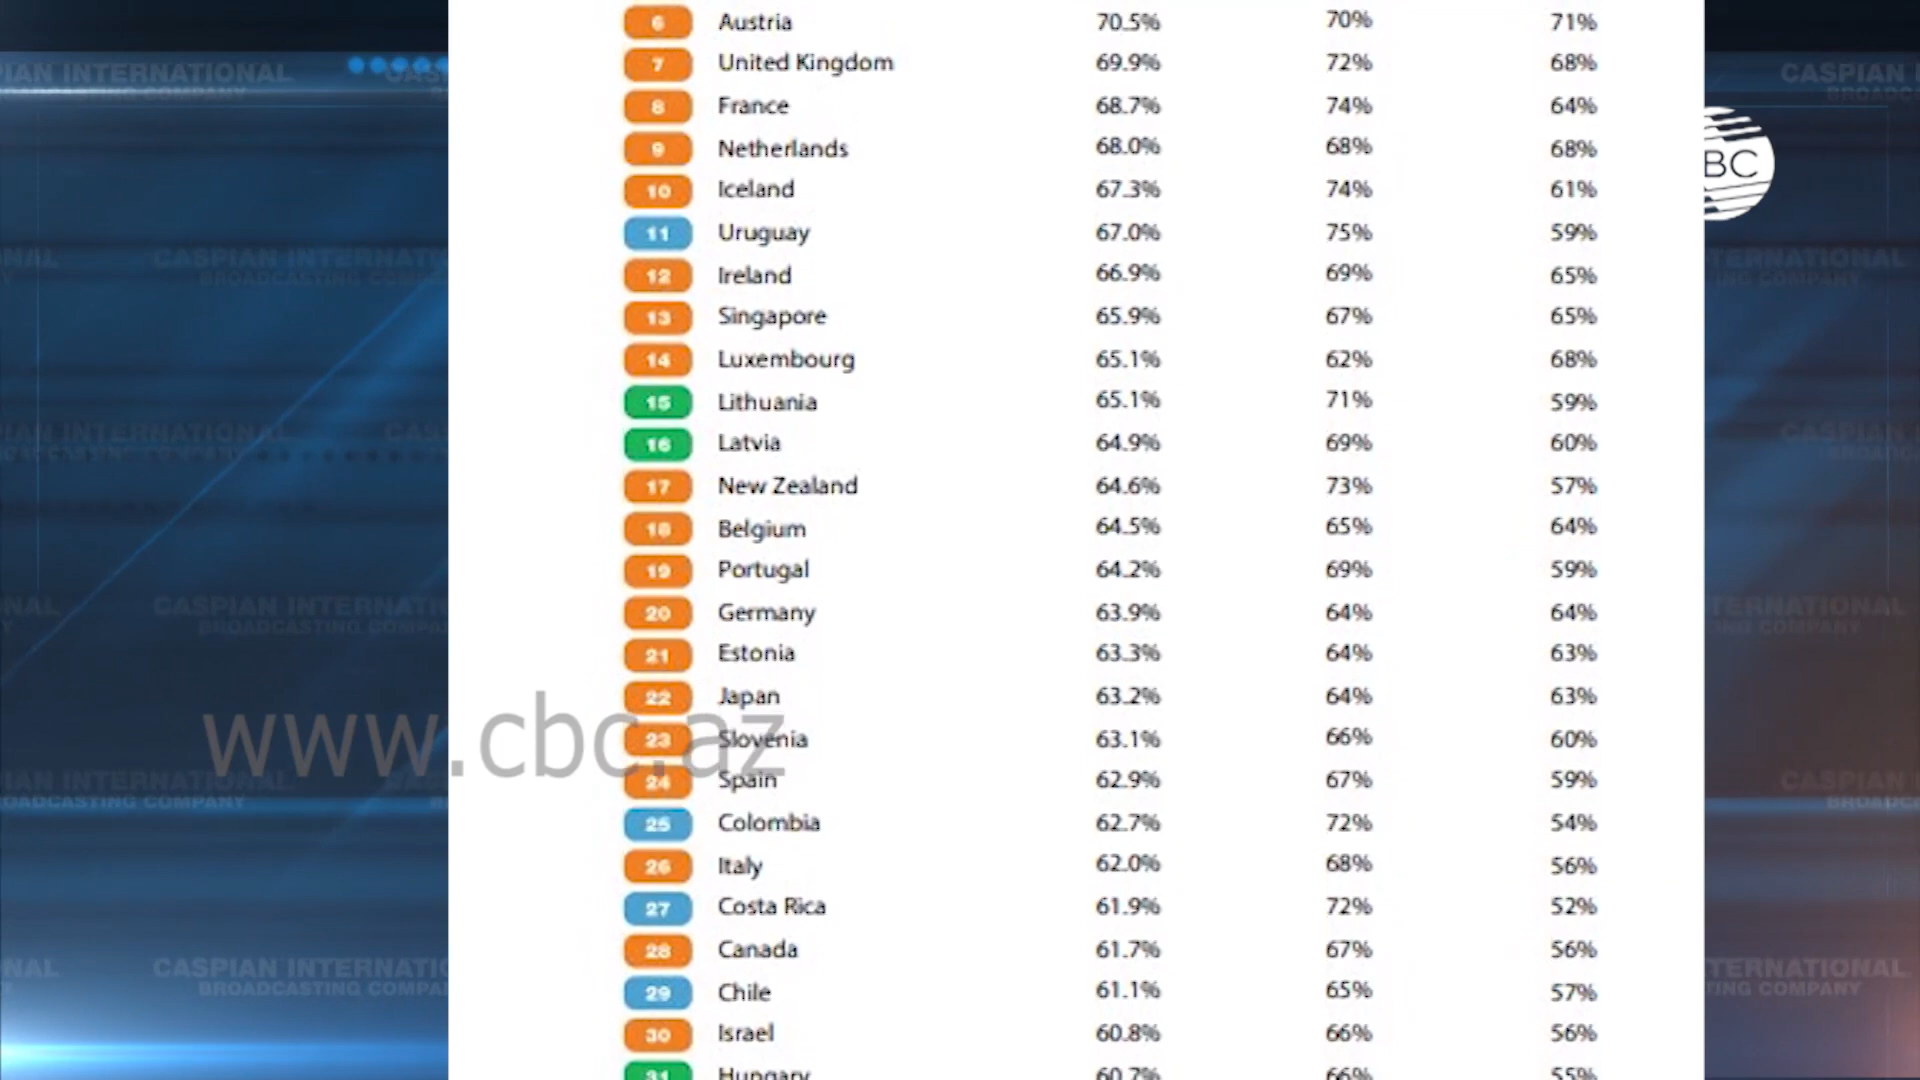 6 Austria 70.5% 70% 71%
7 United Kingdom 69.9% 72% 68%
8 France 68.7% 74% 64%
9 Netherlands 68.0% 68% 68%
10 Iceland 67.3% 74% 61%
11 Uruguay 67.0% 75% 59%
12 Ireland 66.9% 69% 65%
13 Singapore 65.9% 67% 65%
14 Luxembourg 65.1% 62% 68%
15 Lithuania 65.1% 71% 59%
16 Latvia 64.9% 69% 60%
17 New Zealand 64.6% 73% 57%
18 Belgium 64.5% 65% 64%
19 Portugal 64.2% 69% 59%
20 Germany 63.9% 64% 64%
21 Estonia 63.3% 64% 63%
22 Japan 63.2% 64% 63%
23 Slovenia 63.1% 66% 60%
24 Spain 62.9% 67% 59%
25 Colombia 62.7% 72% 54%
26 Italy 62.0% 68% 56%
27 Costa Rica 61.9% 72% 52%
28 Canada 61.7% 67% 56%
29 Chile 61.1% 65% 57%
30 Israel 60.8% 66% 56%
31 Hungary 60.7% 66% 55%
www.cbc.az
BC
CASPIAN INTERNATIONAL
BROADCASTING COMPANY